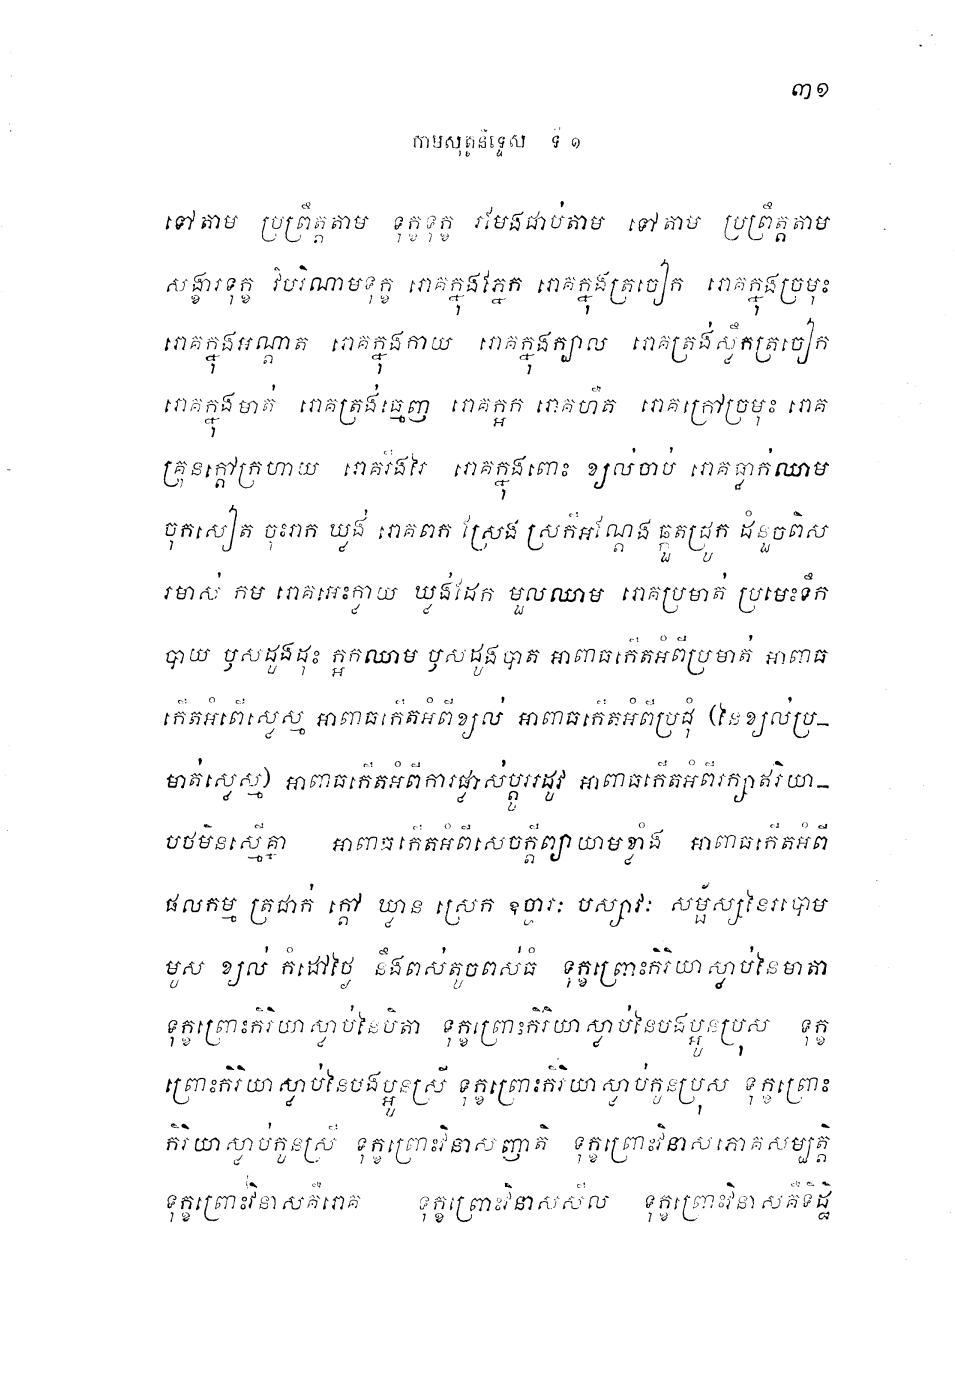 ៣១
កាមសុត្តនិទ្ទេស ទី ១
ទៅតាម ប្រព្រឹត្តតាម ទុក្ខទុក្ខ រមែងជាប់តាម ទៅតាម ប្រព្រឹត្តតាម
សង្ខារទុក្ខ វិបរិណាមទុក្ខ រោគក្នុងភ្នែក រោគក្នុងត្រចៀក រោគក្នុងច្រមុះ
រោគក្នុងអណ្តាត រោគក្នុងកាយ រោគក្នុងក្បាល រោគត្រង់ស្លឹកត្រចៀក
រោគក្នុងមាត់ រោគត្រង់ធ្មេញ រោគក្អក រោគហឺត រោគក្រៅច្រមុះ រោគ
គ្រុនក្តៅក្រហាយ រោគរីងរៃ រោគក្នុងពោះ ខ្យល់ចាប់ រោគធ្លាក់ឈាម
ចុកសៀត ចុះរាក ឃ្លង់ រោគពក ស្រែង ស្រកីអណ្តែង ឆ្កួតជ្រូក ដំនួចពិស
រមាស់ កម រោគអេះក្វាយ ឃ្លង់ដែក មួលឈាម រោគប្រមាត់ ប្រមេះទឹក
បាយ ឫសដូងដុះ ក្អកឈាម ឫសដូងបាត អាពាធកើតអំពីប្រមាត់ អាពាធ
កើតអំពើស្លេស្ម អាពាធកើតអំពីខ្យល់ អាពាធកើតអំពីប្រជុំ (នៃខ្យល់ប្រ_
មាត់ស្លេស្ម) អាពាធកើតអំពីការផ្លាស់ប្តូររដូវ អាពាធកើតអំពីរក្សាឥរិយា_
បថមិនស្មើគ្នា អាពាធកើតអំពីសេចក្តីព្យាយាមខ្លាំង អាពាធកើតអំពី
ផលកម្ម ត្រជាក់ ក្តៅ ឃ្លាន ស្រេក ឧច្ចារៈ បស្សាវៈ សម្ផ័ស្សនៃរបោម
មូស ខ្យល់ កំដៅថ្ងៃ នឹងពស់តូចពស់ធំ ទុក្ខព្រោះកិរិយាស្លាប់នៃមាតា
ទុក្ខព្រោះកិរិយាស្លាប់នៃបិតា ទុក្ខព្រោះកិរិយាស្លាប់នៃបងប្អូនប្រុស ទុក្ខ
ព្រោះកិរិយាស្លាប់នៃបងប្អូនស្រី ទុក្ខព្រោះកិរិយាស្លាប់កូនប្រុស ទុក្ខព្រោះ
កិរិយាស្លាប់កូនស្រី ទុក្ខព្រោះវិនាសញាតិ ទុក្ខព្រោះវិនាសភោគសម្បត្តិ
ទុក្ខព្រោះវិនាសគឺរោគ ទុក្ខព្រោះវិនាសសីល ទុក្ខព្រោះវិនាសគឺទិដ្ឋិ